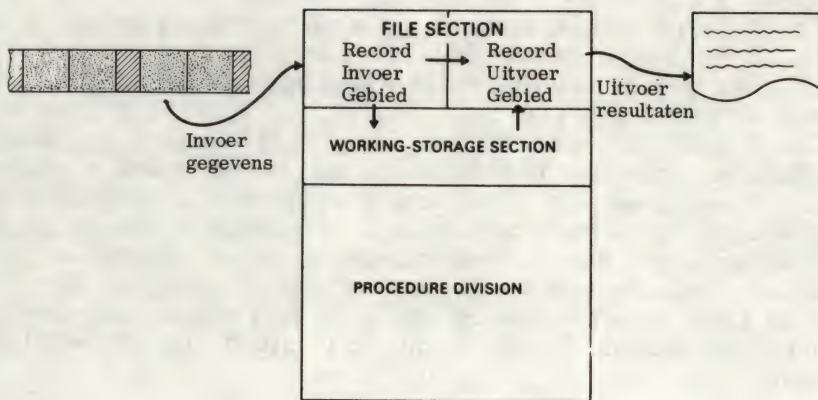 FILE SECTION
Record
Invoer
Gebied
Record
Uitvoer
Gebied
Invoer
gegevens
Uitvoer
resultaten
WORKING-STORAGE SECTION
PROCEDURE DIVISION